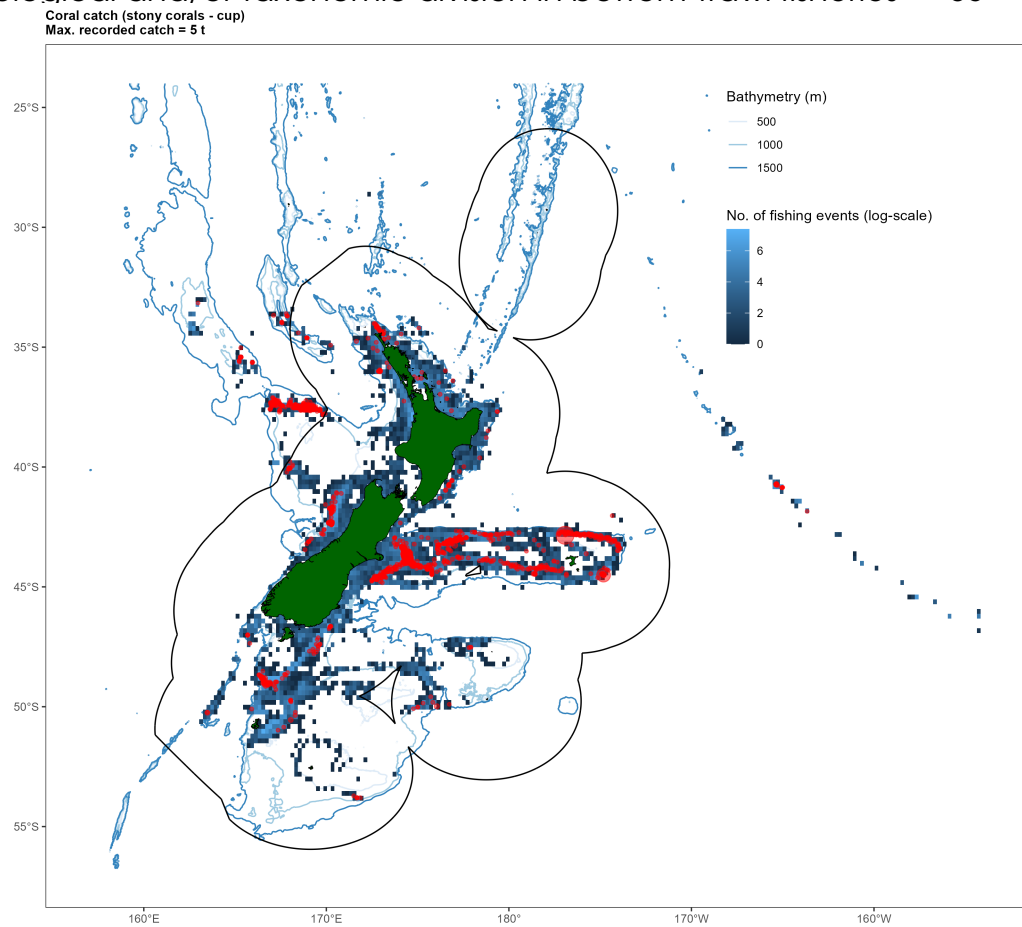 Coral catch (stony corals - cup)
Max. recorded catch = 5 t
25°S
30°S
35°S
40°S
45°S
50°S
55°S
160°E
170°E
180°
170°W
160°W
Bathymetry (m)
500
1000
1500
No. of fishing events (log-scale)
6
4
2
0